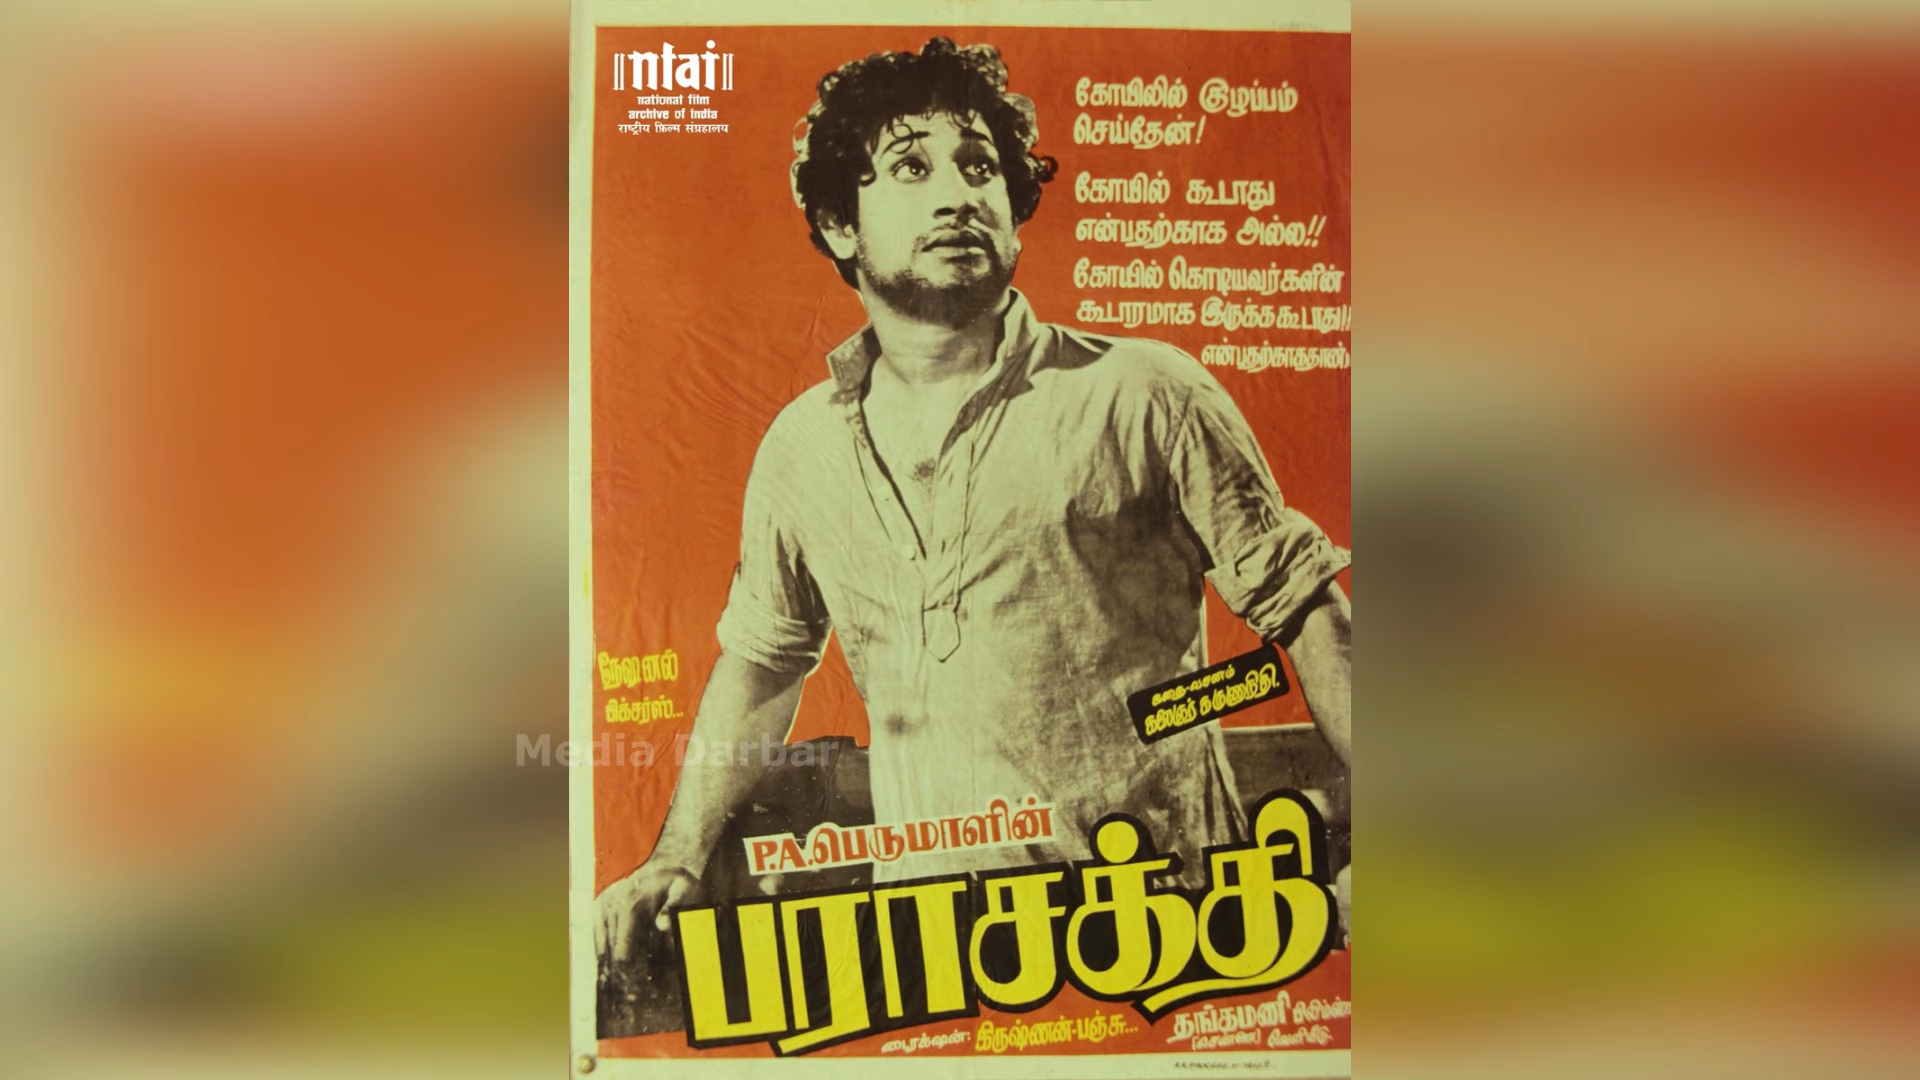 ntai
national film
archive of india
राष्ट्रीय फ़िल्म संग्रहालय
கோயிலில் குழப்பம்
செய்தேன்!
கோயில் கூடாது
என்பதற்காக அல்ல!!
கோயில் கொடியவர்களின்
கூடாரமாக இருக்ககூடாது!!
என்பதற்காகதான்
நேஷனல்
பிக்சர்ஸ்...
கதை-வசனம்
கலைஞர் கருணாநிதி.
Media Darbar
P.A.பெருமாளின்
பராசக்தி
டைரக்ஷன்: கிருஷ்ணன்-பஞ்சு...
தங்கமணி பிலிம்ஸ்
(சென்னை) வெளியீடு.